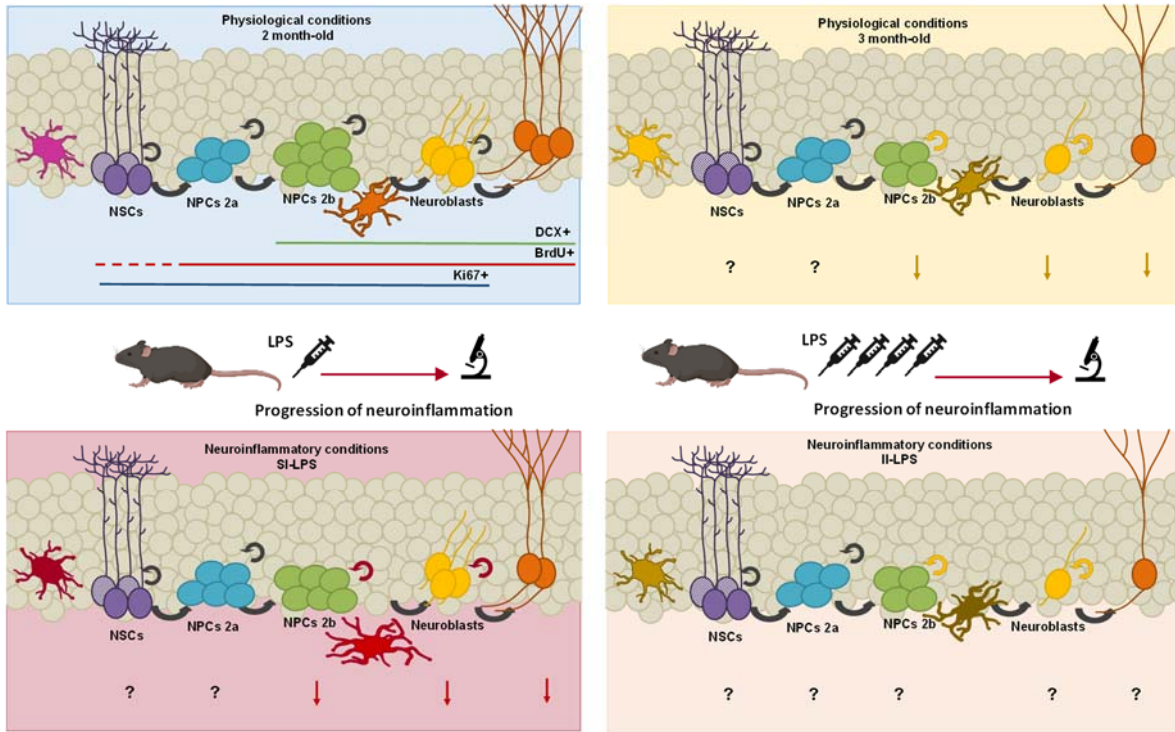 Physiological conditions
2 month-old
NSCs
NPCs 2a
NPCs 2b
Neuroblasts
DCX+
BrdU+
Ki67+
Physiological conditions
3 month-old
NSCs
NPCs 2a
NPCs 2b
Neuroblasts
?
?
LPS
Progression of neuroinflammation
LPS
Progression of neuroinflammation
Neuroinflammatory conditions
SI-LPS
NSCs
NPCs 2a
NPCs 2b
Neuroblasts
?
?
Neuroinflammatory conditions
II-LPS
NSCs
NPCs 2a
NPCs 2b
Neuroblasts
?
?
?
?
?